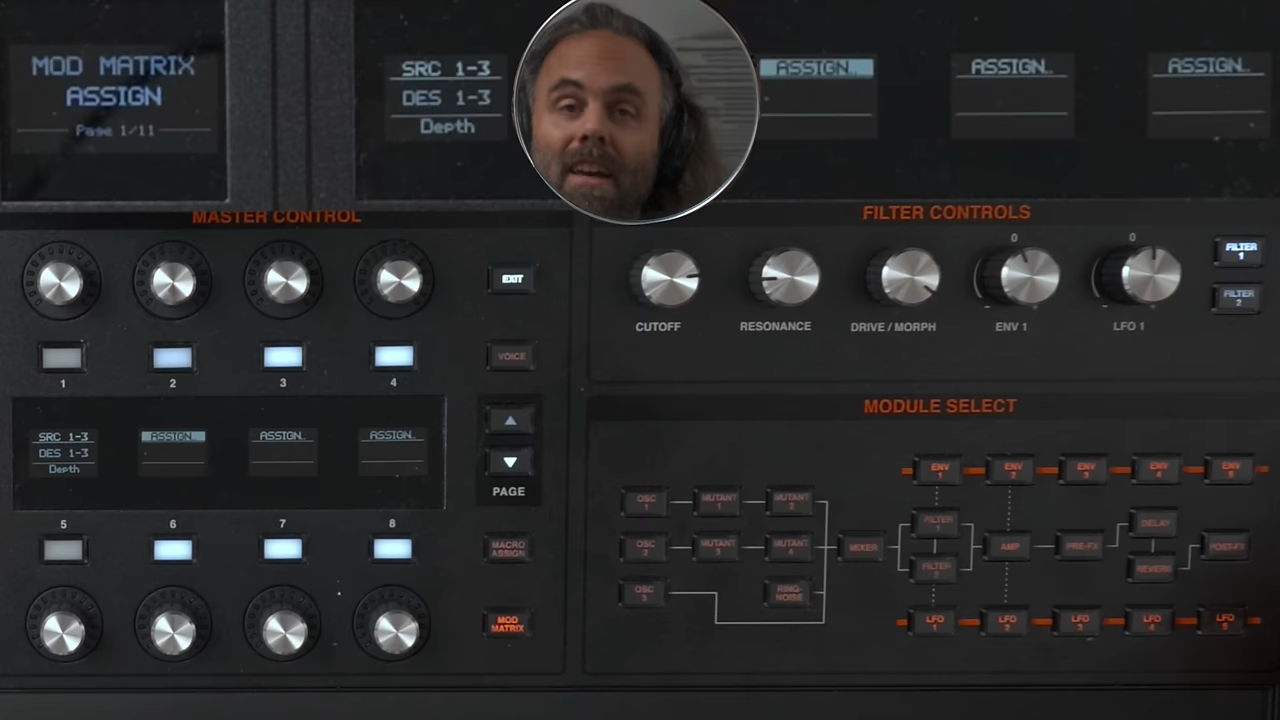 MOD MATRIX
ASSIGN
Page 1/11
SRC 1-3
DES 1-3
Depth
ASSIGN..
ASSIGN..
ASSIGN..
MASTER CONTROL
EXIT
1
2
3
4
VOICE
SRC 1-3
DES 1-3
Depth
ASSIGN..
ASSIGN..
ASSIGN..
PAGE
5
6
7
8
MACRO
ASSIGN
MOD
MATRIX
FILTER CONTROLS
0
0
FILTER
1
FILTER
2
CUTOFF
RESONANCE
DRIVE / MORPH
ENV 1
LFO 1
MODULE SELECT
ENV
1
ENV
2
ENV
3
ENV
4
ENV
5
OSC
1
MUTANT
1
MUTANT
2
FILTER
1
DELAY
OSC
2
MUTANT
3
MUTANT
4
MIXER
AMP
PRE-FX
POST-FX
FILTER
2
REVERB
OSC
3
RING-
NOISE
LFO
1
LFO
2
LFO
3
LFO
4
LFO
5